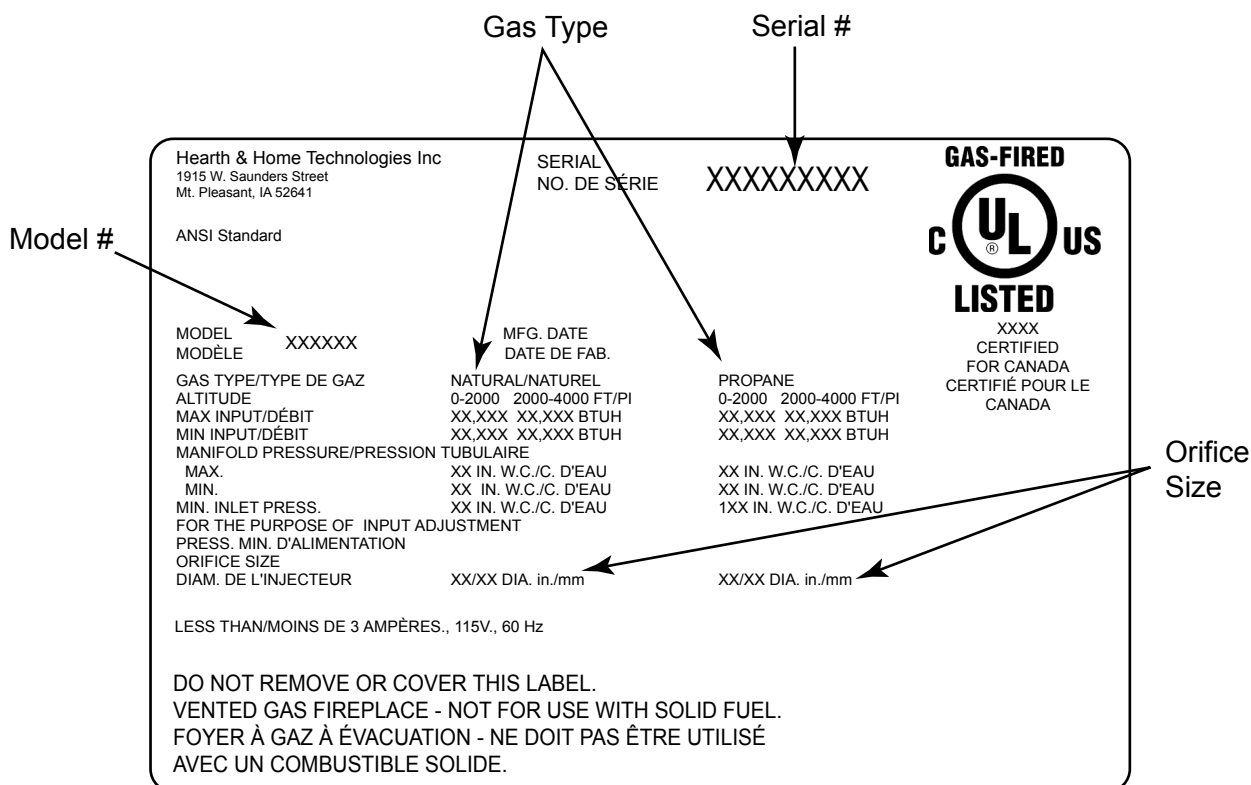 Gas Type
Serial #
Hearth & Home Technologies Inc
1915 W. Saunders Street
Mt. Pleasant, IA 52641
SERIAL
NO. DE SÉRIE
XXXXXXXXX
GAS-FIRED
C UL US
®
LISTED
XXXX
CERTIFIED
FOR CANADA
CERTIFIÉ POUR LE
CANADA
ANSI Standard
Model #
MODEL
MODÈLE
XXXXXX
MFG. DATE
DATE DE FAB.
GAS TYPE/TYPE DE GAZ NATURAL/NATUREL PROPANE
ALTITUDE 0-2000 2000-4000 FT/PI 0-2000 2000-4000 FT/PI
MAX INPUT/DÉBIT XX,XXX XX,XXX BTUH XX,XXX XX,XXX BTUH
MIN INPUT/DÉBIT XX,XXX XX,XXX BTUH XX,XXX XX,XXX BTUH
MANIFOLD PRESSURE/PRESSION TUBULAIRE
MAX. XX IN. W.C./C. D'EAU XX IN. W.C./C. D'EAU
MIN. XX IN. W.C./C. D'EAU XX IN. W.C./C. D'EAU
MIN. INLET PRESS. XX IN. W.C./C. D'EAU 1XX IN. W.C./C. D'EAU
FOR THE PURPOSE OF INPUT ADJUSTMENT
PRESS. MIN. D'ALIMENTATION
ORIFICE SIZE
DIAM. DE L'INJECTEUR XX/XX DIA. in./mm XX/XX DIA. in./mm
Orifice
Size
LESS THAN/MOINS DE 3 AMPÈRES., 115V., 60 Hz
DO NOT REMOVE OR COVER THIS LABEL.
VENTED GAS FIREPLACE - NOT FOR USE WITH SOLID FUEL.
FOYER À GAZ À ÉVACUATION - NE DOIT PAS ÊTRE UTILISÉ
AVEC UN COMBUSTIBLE SOLIDE.